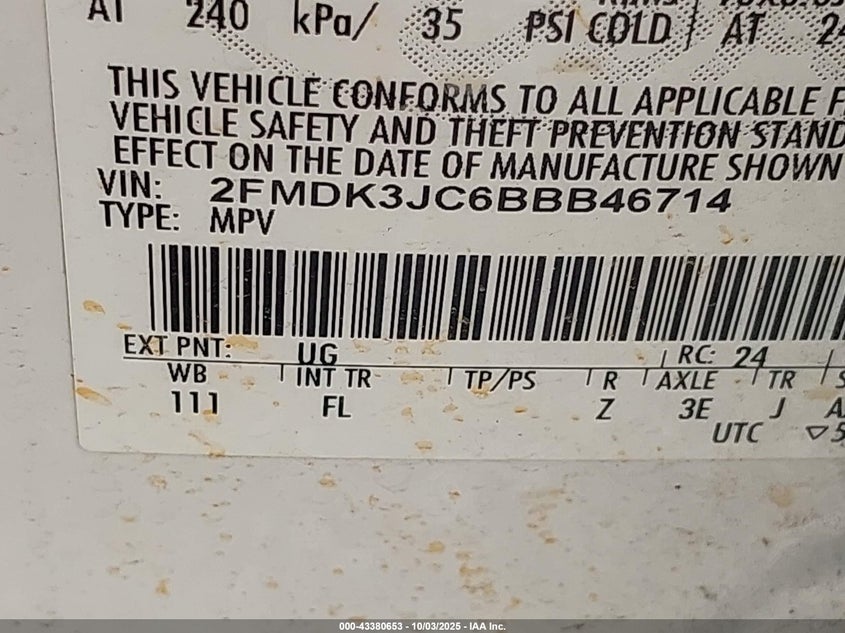 AT 240 kPa/ 35 PSI COLD AT
THIS VEHICLE CONFORMS TO ALL APPLICABLE
VEHICLE SAFETY AND THEFT PREVENTION
EFFECT ON THE DATE OF MANUFACTURE SHOWN
VIN: 2FMDK3JC6BBB46714
TYPE: MPV
EXT PNT: UG RC: 24
WB INT TR TP/PS R AXLE TR
111 FL Z 3E J
UTC
000-43380653 - 10/03/2025 - IAA Inc.